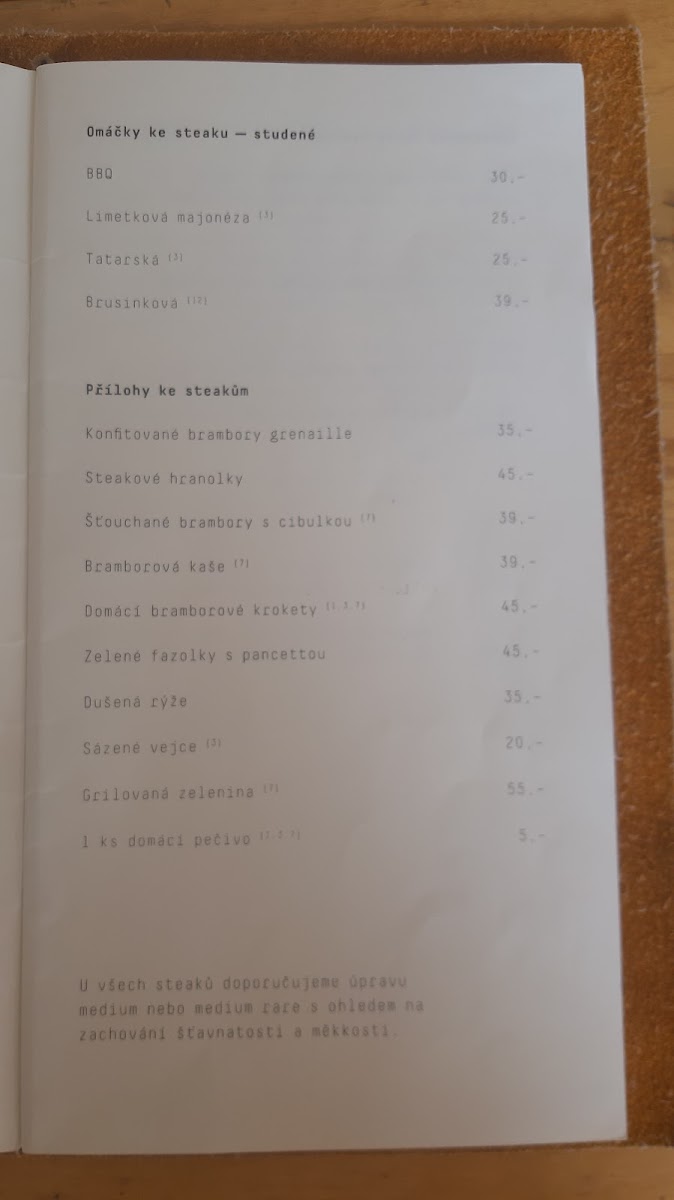 Omáčky ke steaku — studené
BBQ 30,-
Limetková majonéza (3) 25,-
Tatarská (3) 25,-
Brusinková (12) 39,-
Přílohy ke steakům
Konfitované brambory grenaille 35,-
Steakové hranolky 45,-
Šťouchané brambory s cibulkou (7) 39,-
Bramborová kaše (7) 39,-
Domácí bramborové krokety (1,3,7) 45,-
Zelené fazolky s pancettou 45,-
Dušená rýže 35,-
Sázené vejce (3) 20,-
Grilovaná zelenina (7) 55,-
1 ks domácí pečivo 5,-
U všech steaků doporučujeme úpravu
medium nebo medium rare s ohledem na
zachování šťavnatosti a měkkosti.